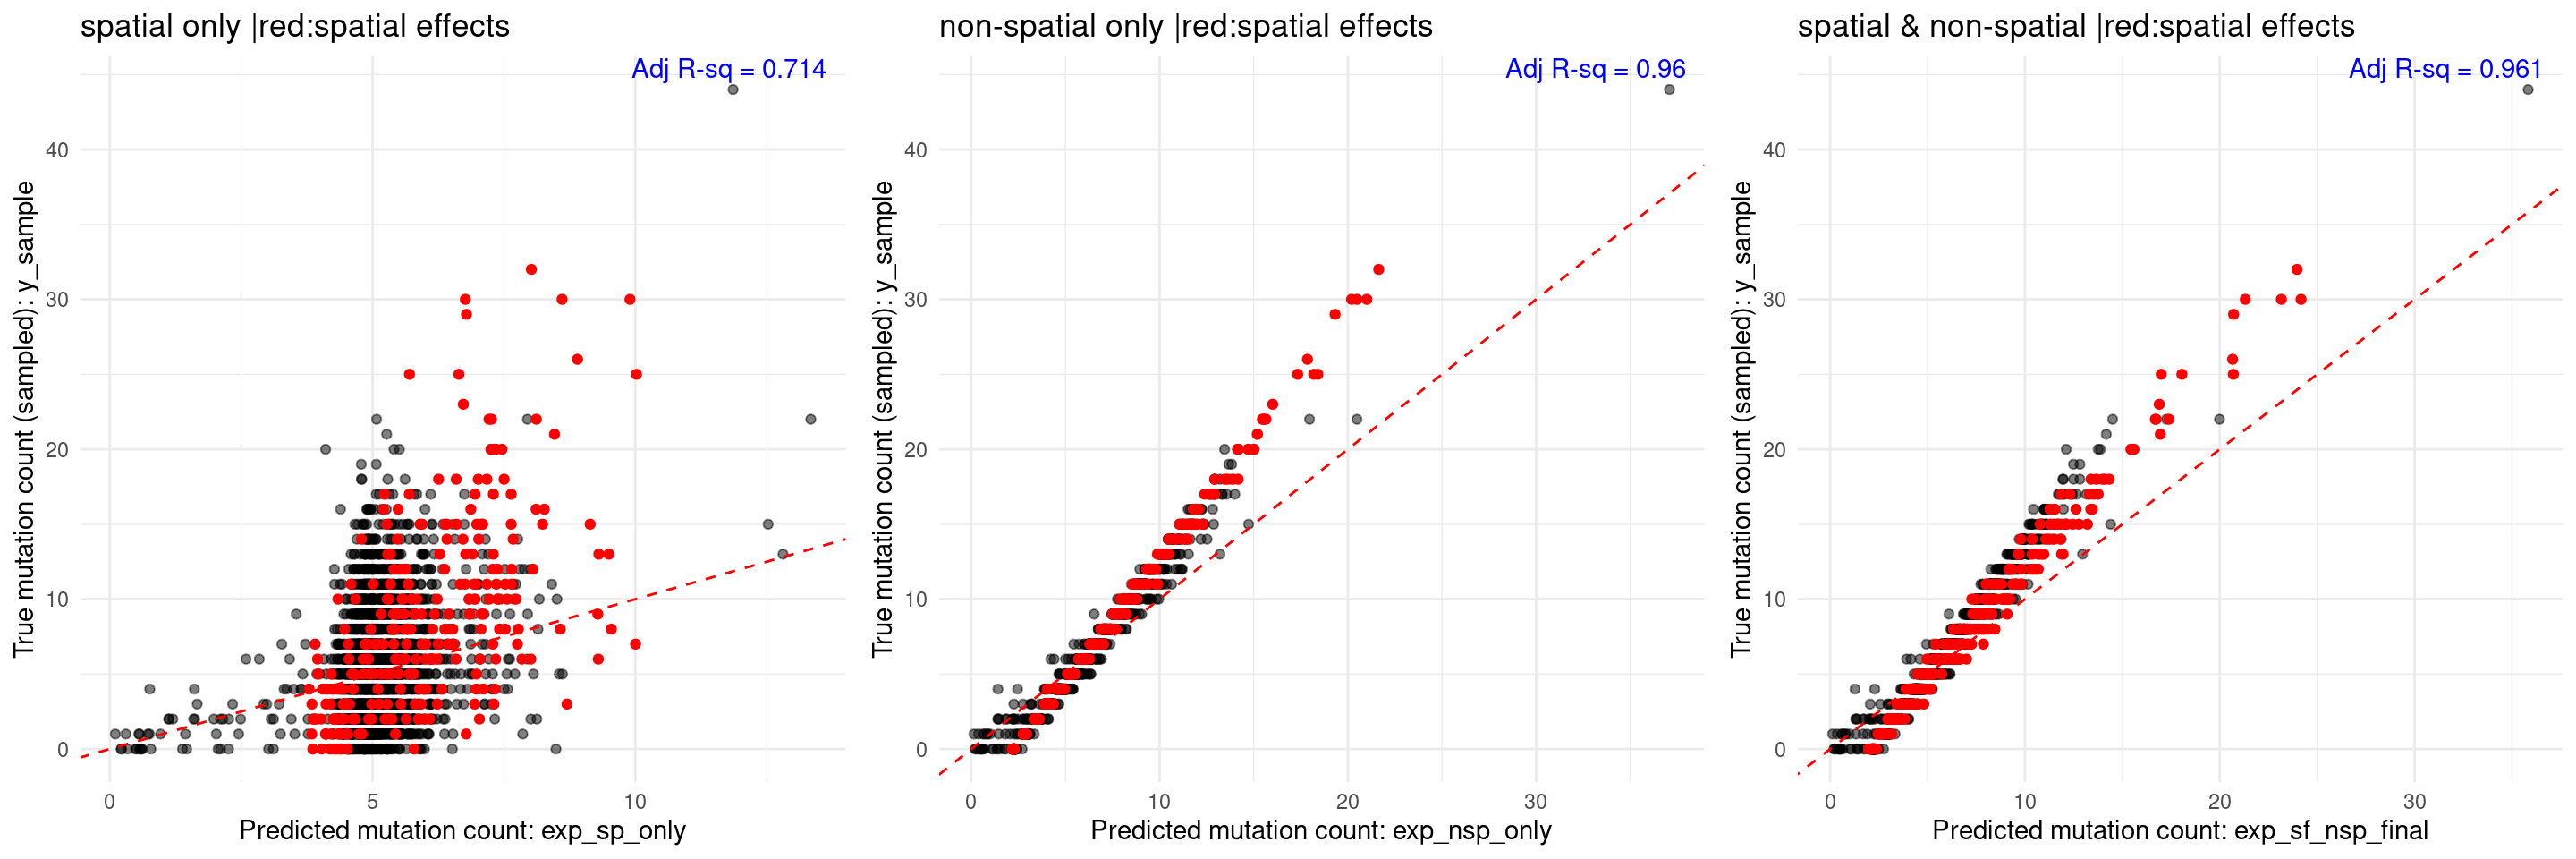 spatial only |red:spatial effects
Adj R-sq = 0.714
True mutation count (sampled): y_sample
40
30
20
10
0
0
5
10
Predicted mutation count: exp_sp_only
non-spatial only |red:spatial effects
Adj R-sq = 0.96
True mutation count (sampled): y_sample
40
30
20
10
0
0
10
20
30
Predicted mutation count: exp_nsp_only
spatial & non-spatial |red:spatial effects
Adj R-sq = 0.961
True mutation count (sampled): y_sample
40
30
20
10
0
0
10
20
30
Predicted mutation count: exp_sf_nsp_final